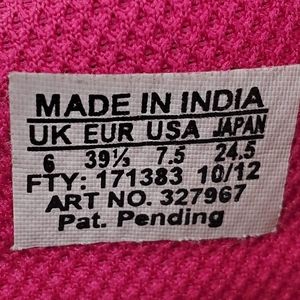 MADE IN INDIA
UK EUR USA JAPAN
6 39⅓ 7.5 24.5
FTY: 171383 10/12
ART NO. 327967
Pat. Pending